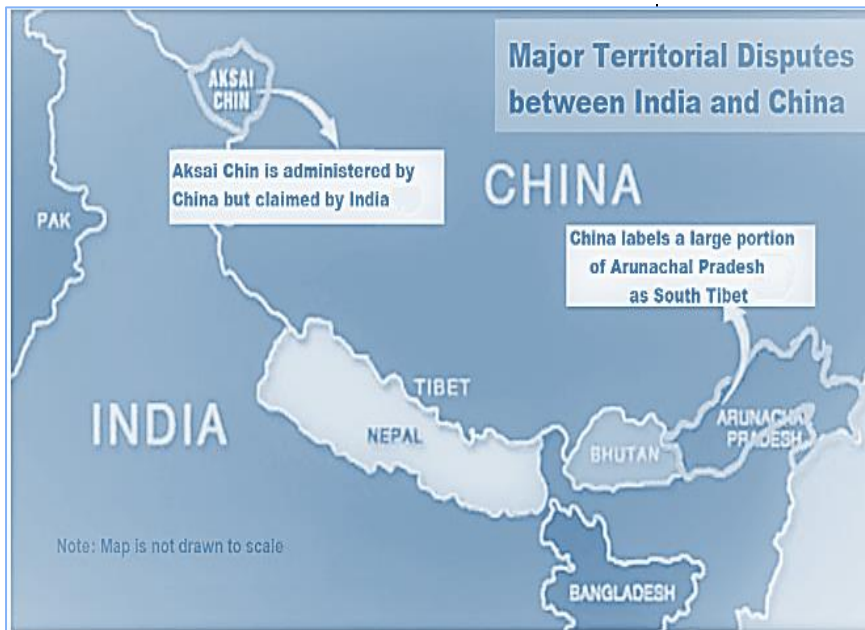 Major Territorial Disputes
between India and China
AKSAI
CHIN
Aksai Chin is administered by
China but claimed by India
CHINA
PAK
China labels a large portion
of Arunachal Pradesh
as South Tibet
TIBET
INDIA
NEPAL
BHUTAN
ARUNACHAL
PRADESH
Note: Map is not drawn to scale
BANGLADESH